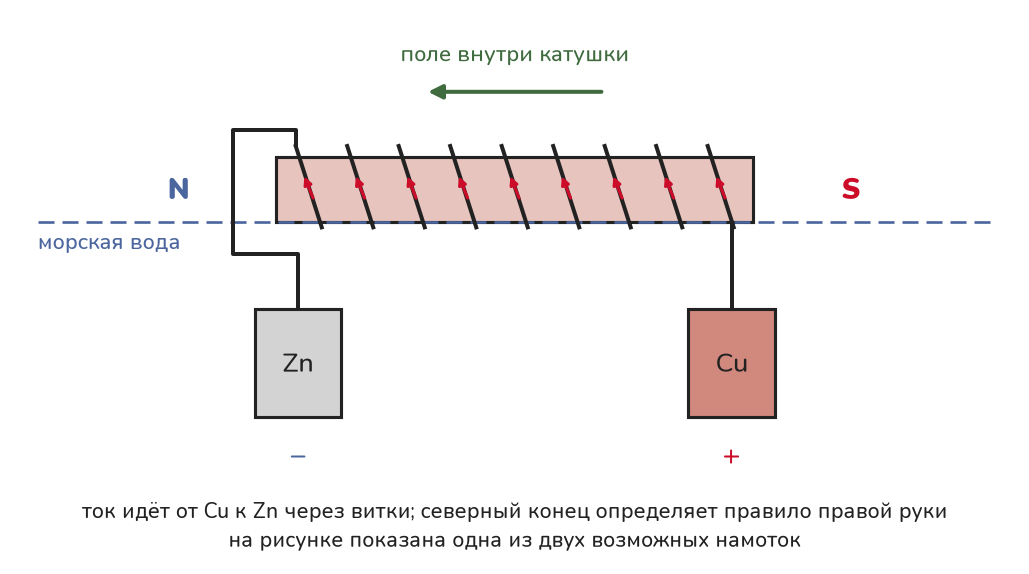 поле внутри катушки
N
S
морская вода
Zn
Cu
−
+
ток идёт от Cu к Zn через витки; северный конец определяет правило правой руки
на рисунке показана одна из двух возможных намоток